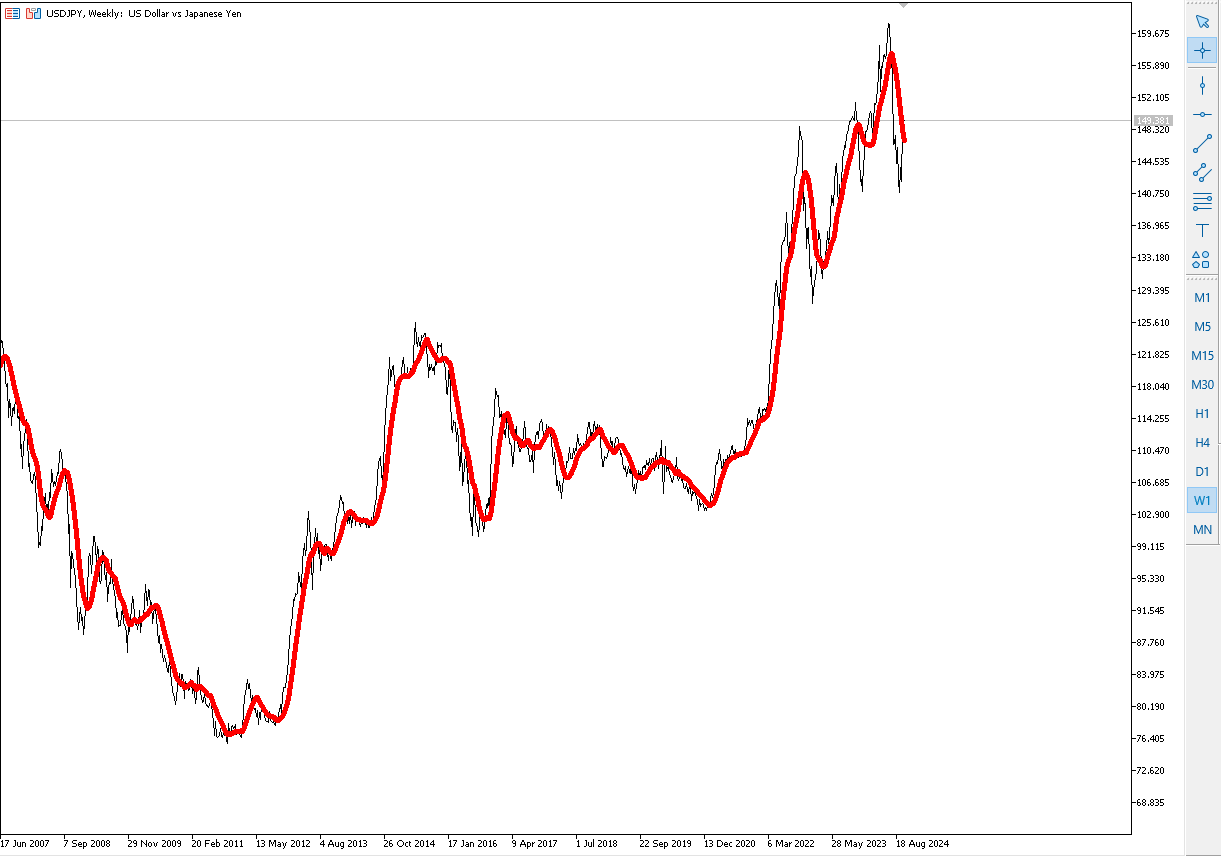 USDJPY, Weekly: US Dollar vs Japanese Yen
159.675
155.890
152.105
149.381
148.320
144.535
140.750
136.965
133.180
129.395
125.610
121.825
118.040
114.255
110.470
106.685
102.900
99.115
95.330
91.545
87.760
83.975
80.190
76.405
72.620
68.835
17 Jun 2007 7 Sep 2008 29 Nov 2009 20 Feb 2011 13 May 2012 4 Aug 2013 26 Oct 2014 17 Jan 2016 9 Apr 2017 1 Jul 2018 22 Sep 2019 13 Dec 2020 6 Mar 2022 28 May 2023 18 Aug 2024
T
M1
M5
M15
M30
H1
H4
D1
W1
MN